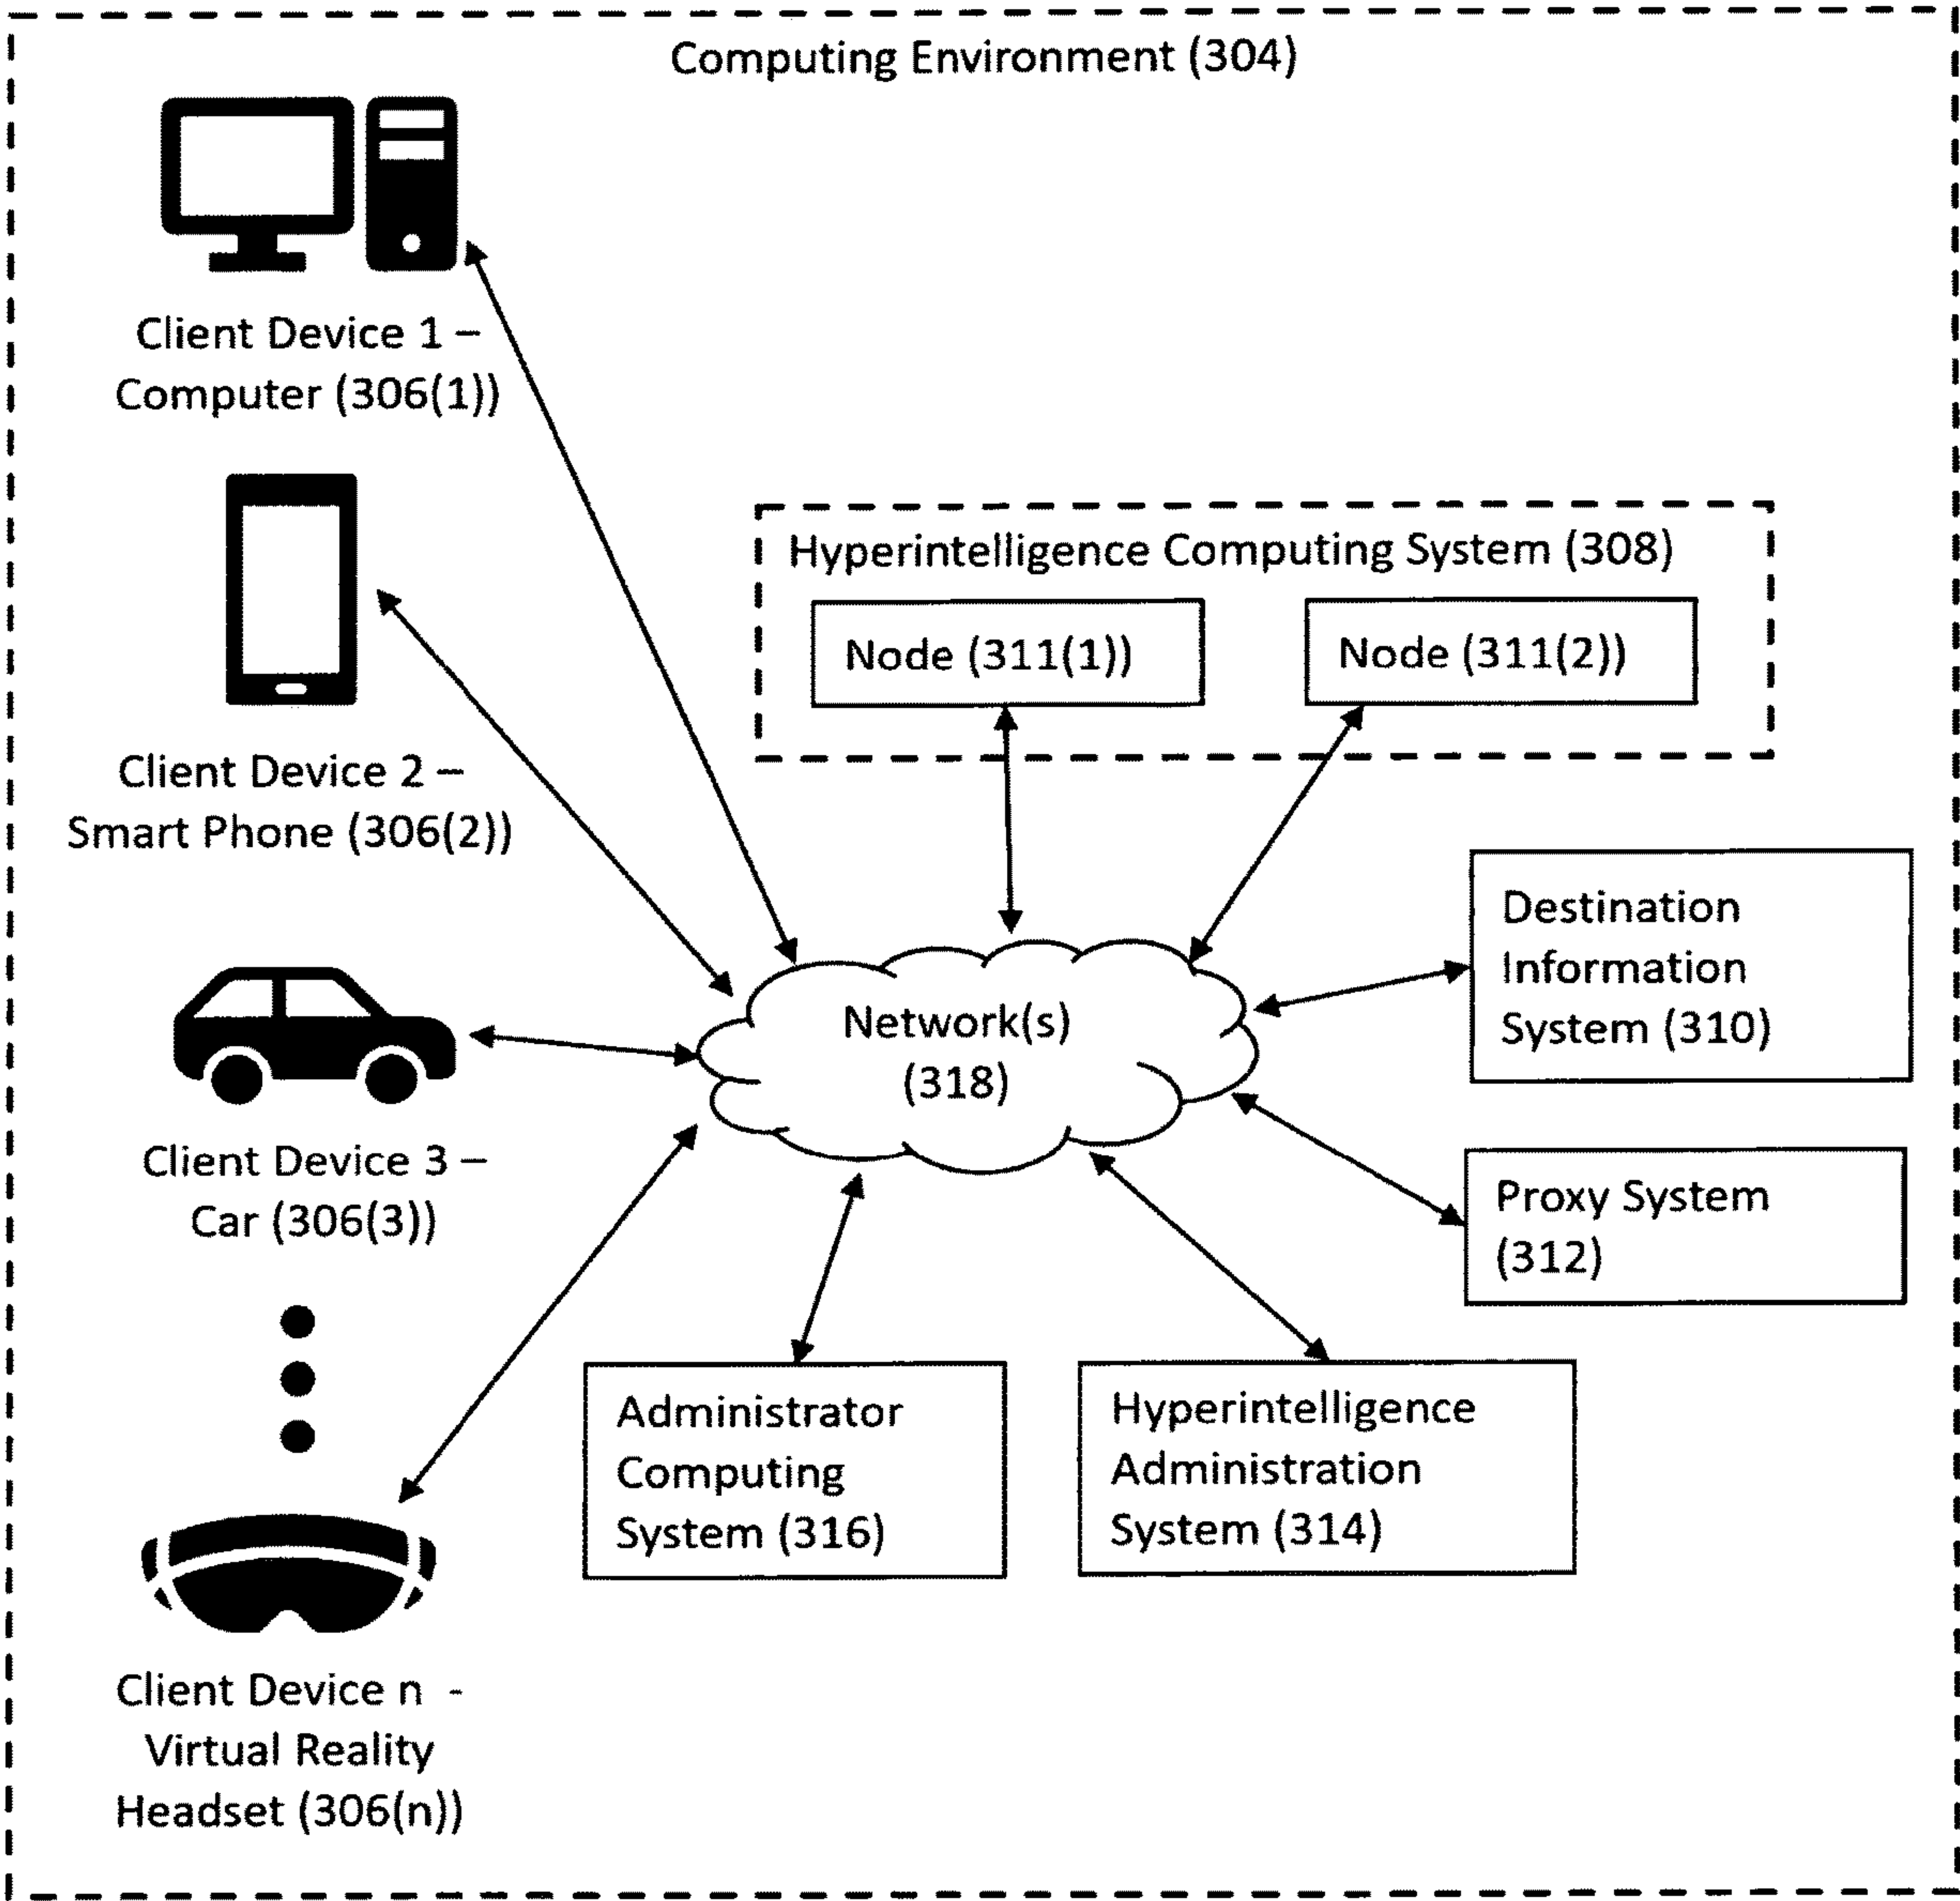 Computing Environment (304)
Client Device 1 –
Computer (306(1))
Client Device 2 –
Smart Phone (306(2))
Client Device 3 –
Car (306(3))
Client Device n -
Virtual Reality
Headset (306(n))
Hyperintelligence Computing System (308)
Node (311(1))
Node (311(2))
Network(s)
(318)
Destination
Information
System (310)
Proxy System
(312)
Administrator
Computing
System (316)
Hyperintelligence
Administration
System (314)